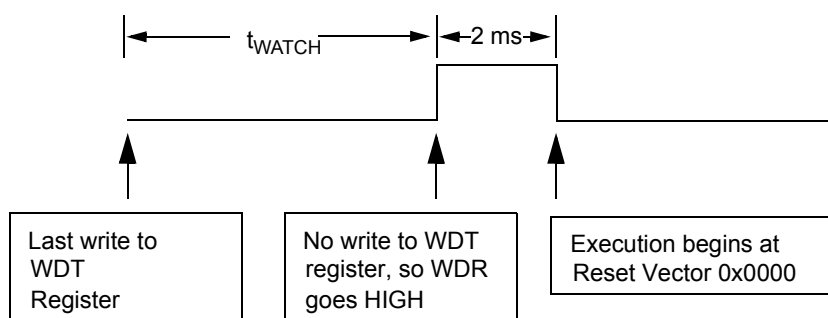 tWATCH
2 ms
Last write to
WDT
Register
No write to WDT
register, so WDR
goes HIGH
Execution begins at
Reset Vector 0x0000